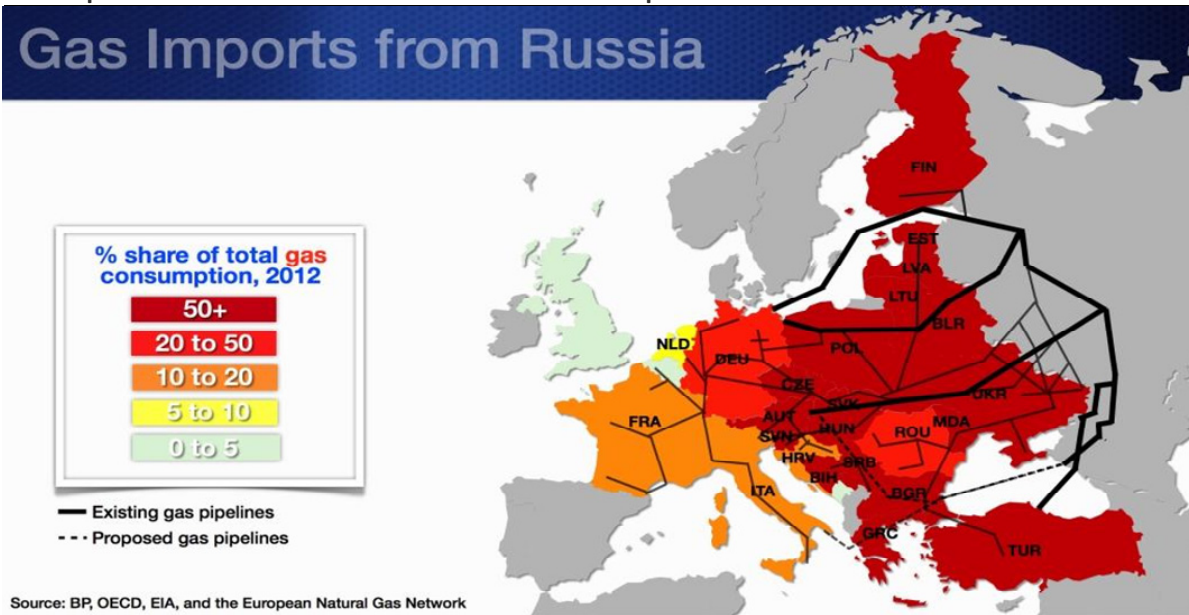 Gas Imports from Russia
% share of total gas
consumption, 2012
50+
20 to 50
10 to 20
5 to 10
0 to 5
Existing gas pipelines
Proposed gas pipelines
FIN
EST
LVA
LTU
BLR
NLD
DEU
POL
CZE
UKR
SVK
FRA
AUT
HUN
MDA
SVN
ROU
HRV
SRB
BIH
ITA
BGR
GRC
TUR
Source: BP, OECD, EIA, and the European Natural Gas Network